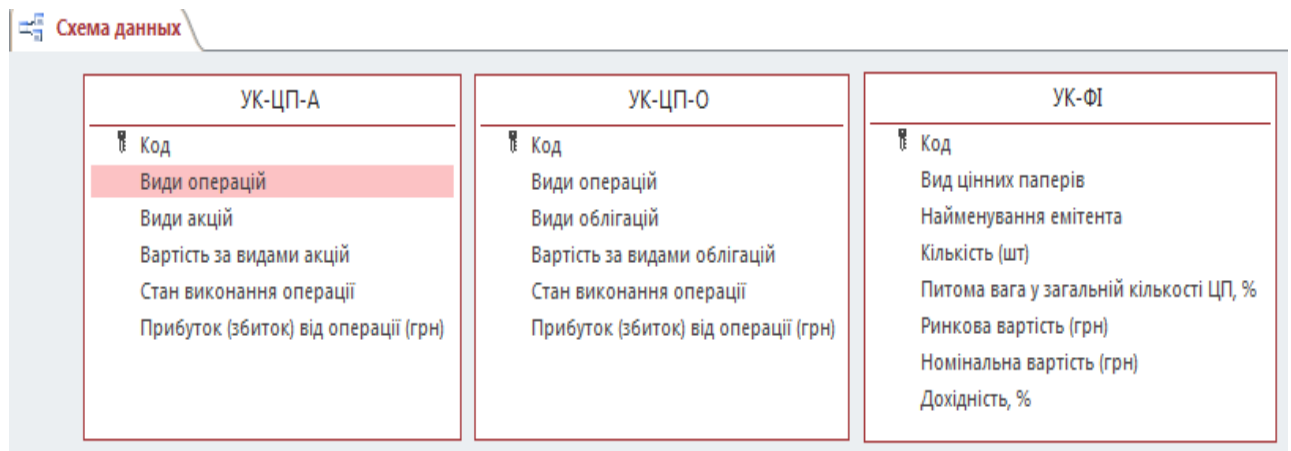 Схема данных
УК-ЦП-А
Код
Види операцій
Види акцій
Вартість за видами акцій
Стан виконання операції
Прибуток (збиток) від операції (грн)
УК-ЦП-О
Код
Види операцій
Види облігацій
Вартість за видами облігацій
Стан виконання операції
Прибуток (збиток) від операції (грн)
УК-ФІ
Код
Вид цінних паперів
Найменування емітента
Кількість (шт)
Питома вага у загальній кількості ЦП, %
Ринкова вартість (грн)
Номінальна вартість (грн)
Дохідність, %